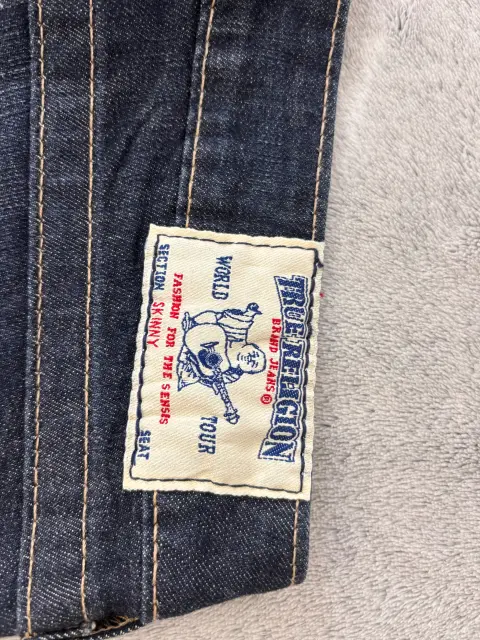 TRUE RELIGION
BRAND JEANS®
WORLD TOUR
FASHION FOR THE SENSES
SECTION SKINNY SEAT